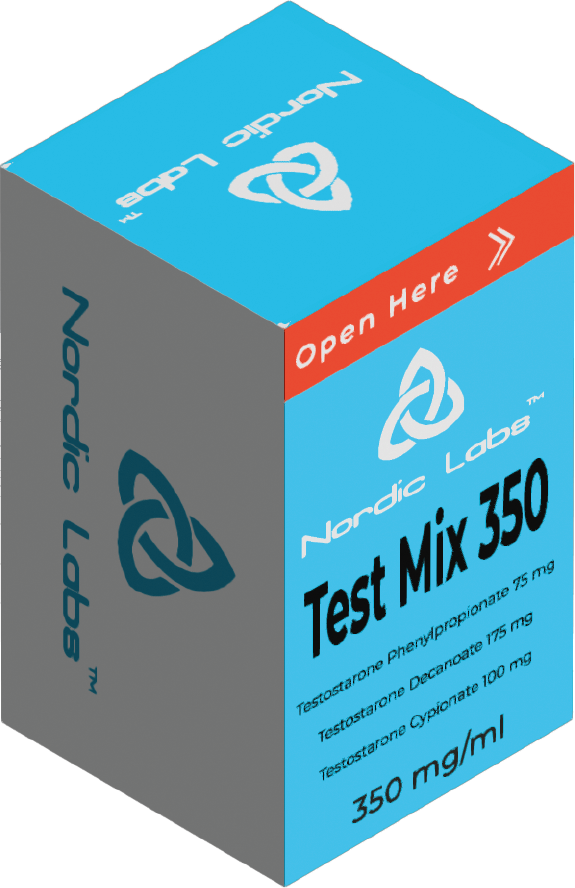 Nordic Labs™
Open Here »
Nordic Labs™
Test Mix 350
Testostarone Phenylpropionate 75 mg
Testostarone Decanoate 175 mg
Testostarone Cypionate 100 mg
350 mg/ml
Nordic Labs™